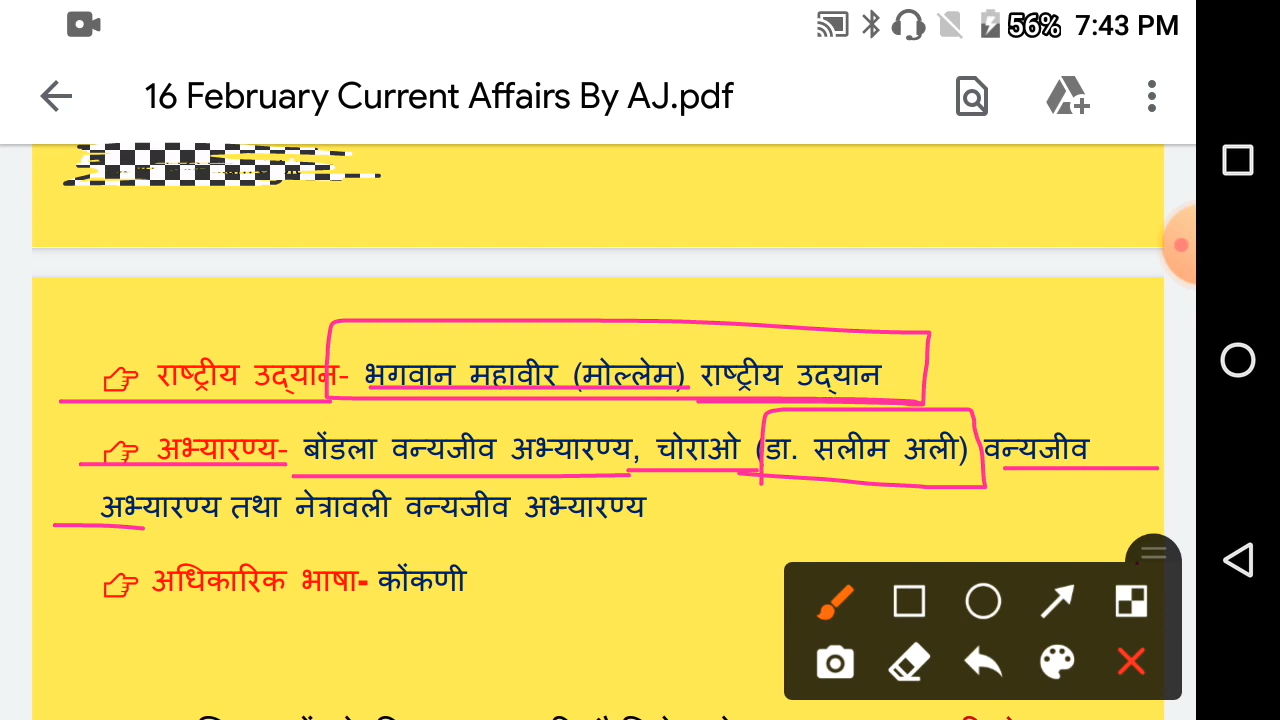 56% 7:43 PM
16 February Current Affairs By AJ.pdf
राष्ट्रीय उद्यान- भगवान महावीर (मोल्लेम) राष्ट्रीय उद्यान
अभ्यारण्य- बोंडला वन्यजीव अभ्यारण्य, चोराओ (डा. सलीम अली) वन्यजीव
अभ्यारण्य तथा नेत्रावली वन्यजीव अभ्यारण्य
अधिकारिक भाषा- कोंकणी